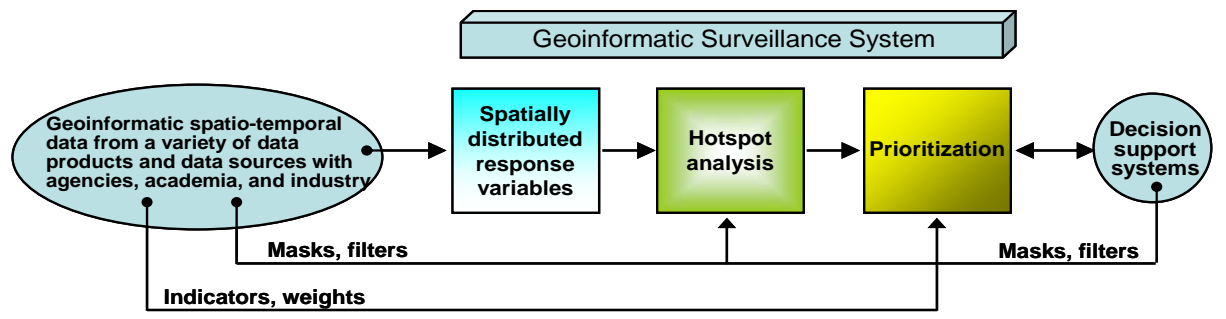 Geoinformatic Surveillance System
Geoinformatic spatio-temporal
data from a variety of data
products and data sources with
agencies, academia, and industry
Spatially
distributed
response
variables
Hotspot
analysis
Prioritization
Decision
support
systems
Masks, filters
Masks, filters
Indicators, weights